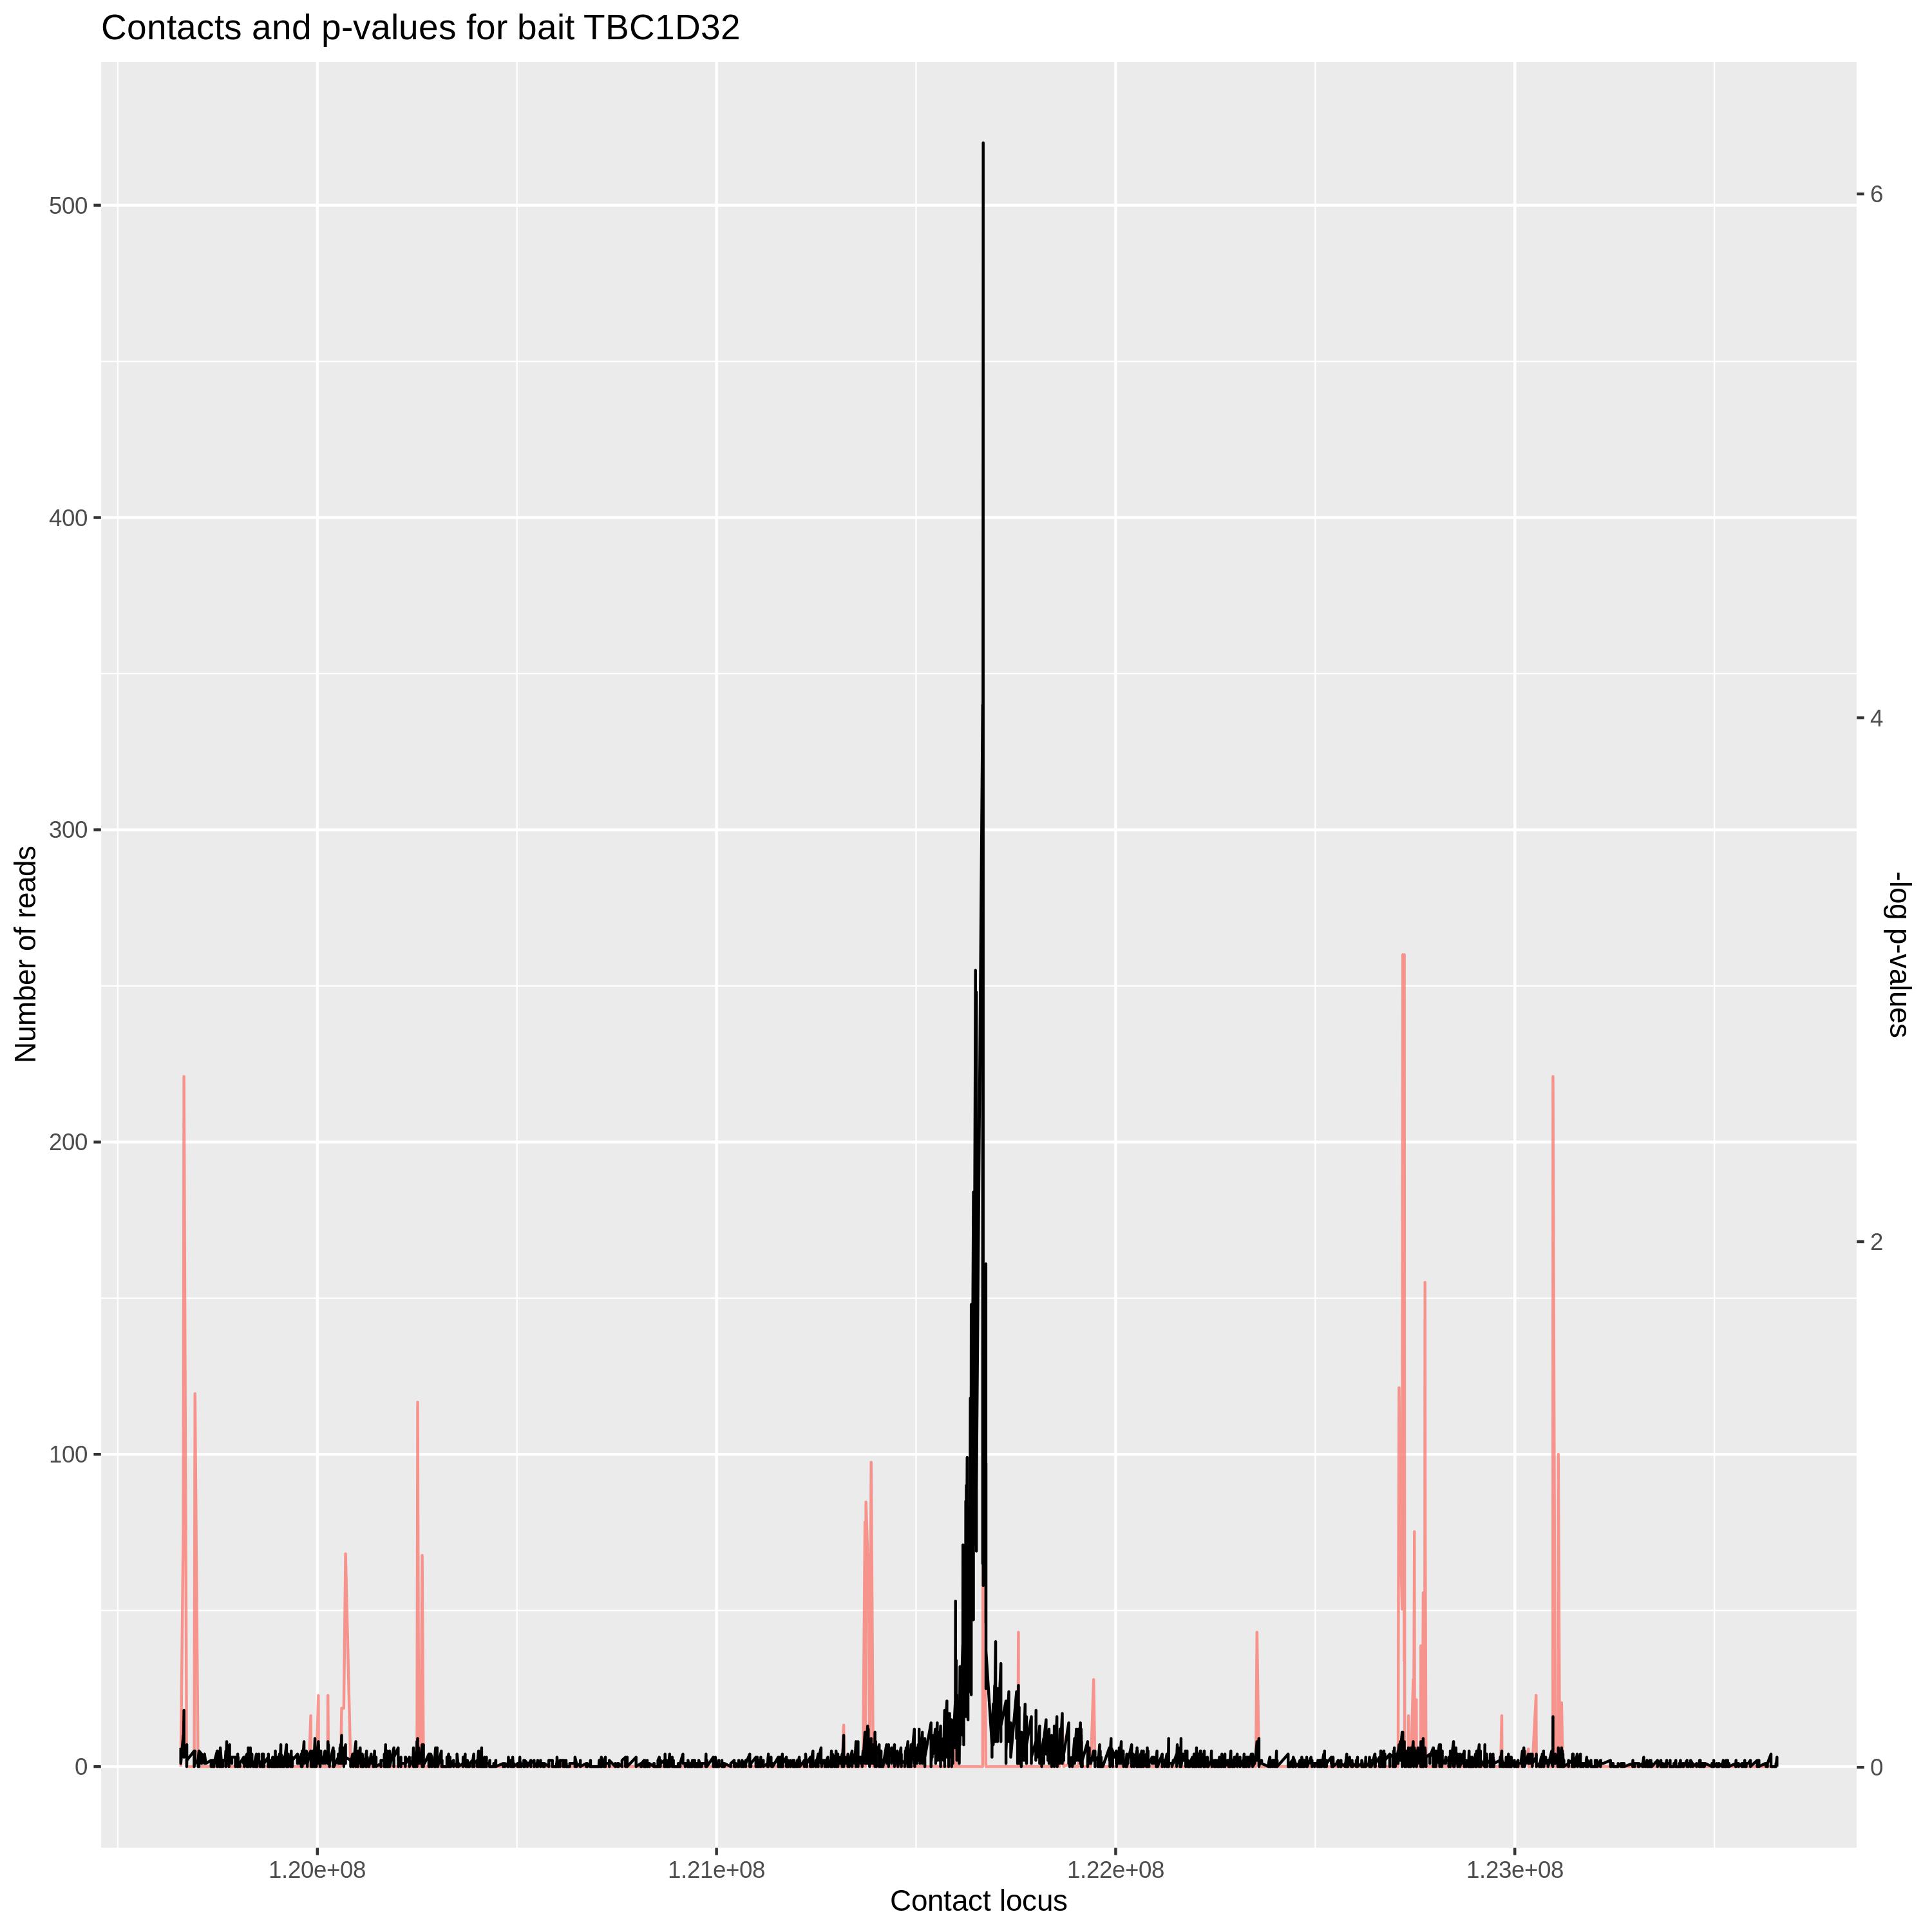 Contacts and p-values for bait TBC1D32
500
400
300
200
100
0
Number of reads
6
4
2
0
-log p-values
1.20e+08
1.21e+08
1.22e+08
1.23e+08
Contact locus